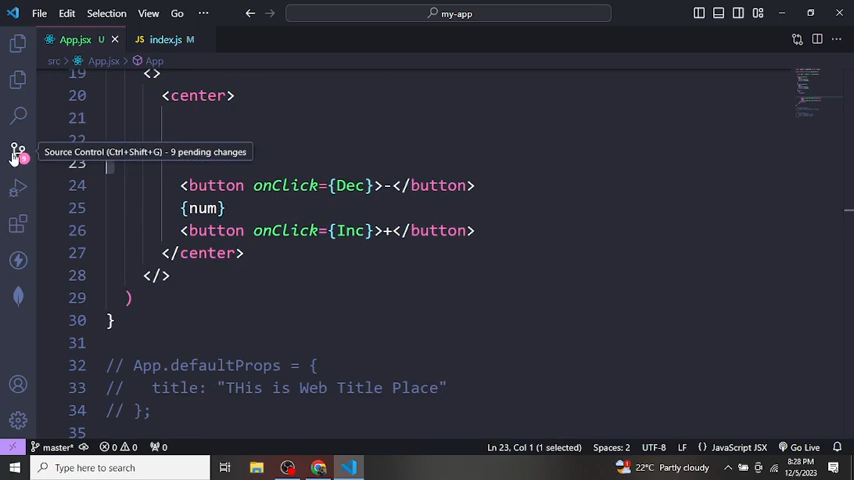 File Edit Selection View Go ··· my-app
App.jsx U JS index.js M
src > App.jsx > App
19 <>
20 <center>
21
22
Source Control (Ctrl+Shift+G) - 9 pending changes
23
9
24 <button onClick={Dec}>-</button>
25 {num}
26 <button onClick={Inc}>+</button>
27 </center>
28 </>
29 )
30 }
31
32 // App.defaultProps = {
33 //   title: "THis is Web Title Place"
34 // };
35
master* 0 0 0 Ln 23, Col 1 (1 selected) Spaces: 2 UTF-8 LF {} JavaScript JSX Go Live
Type here to search 22°C Partly cloudy 8:28 PM
12/5/2023